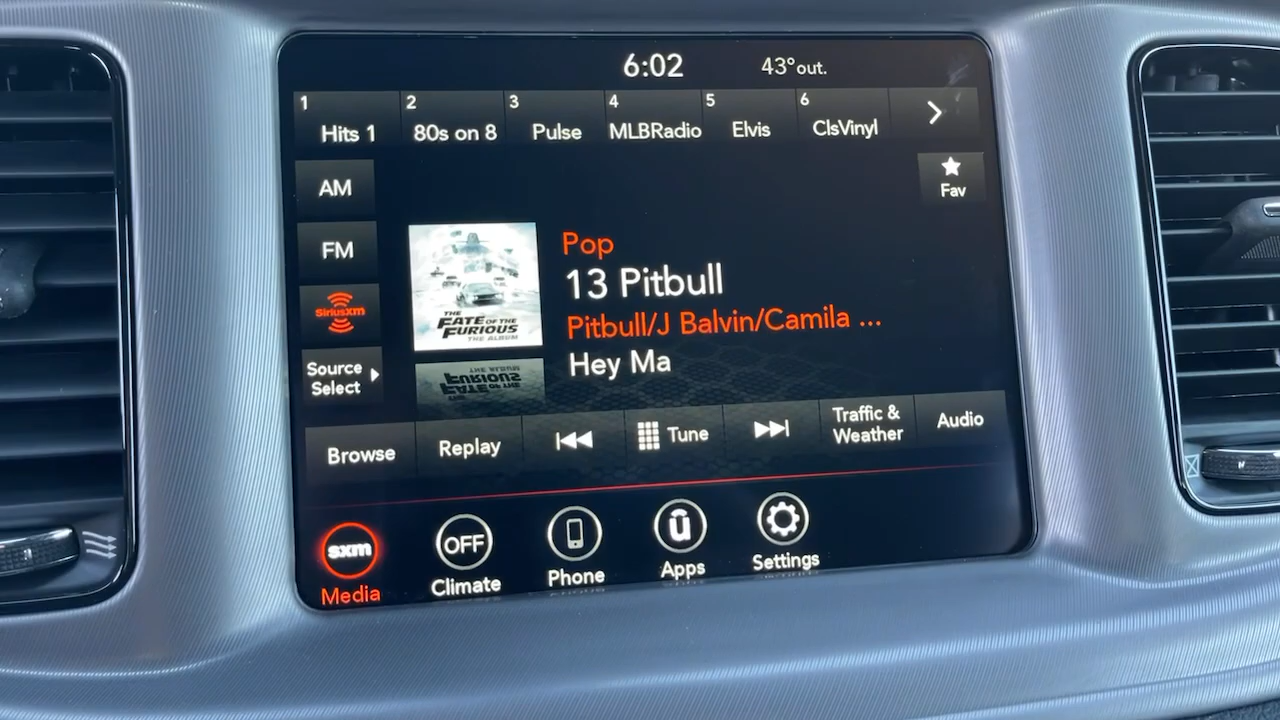 6:02
43°out.
1
Hits 1
2
80s on 8
3
Pulse
4
MLBRadio
5
Elvis
6
ClsVinyl
AM
Fav
FM
Pop
13 Pitbull
SiriusXM
Pitbull/J Balvin/Camila ...
THE
FATE OF THE
FURIOUS
THE ALBUM
Hey Ma
Source
Select
Browse
Replay
Tune
Traffic &
Weather
Audio
sxm
Media
OFF
Climate
Phone
ū
Apps
Settings